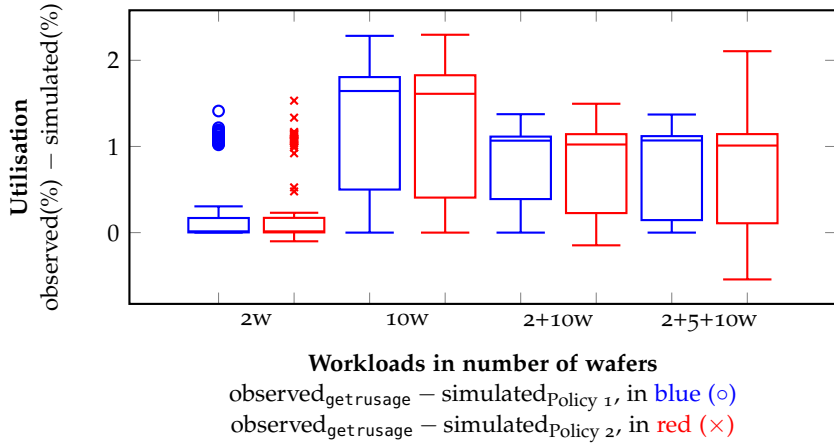 Utilisation
observed(%) − simulated(%)
2
1
0
2w 10w 2+10w 2+5+10w
Workloads in number of wafers
observed_getrusage − simulated_Policy 1, in blue (○)
observed_getrusage − simulated_Policy 2, in red (×)